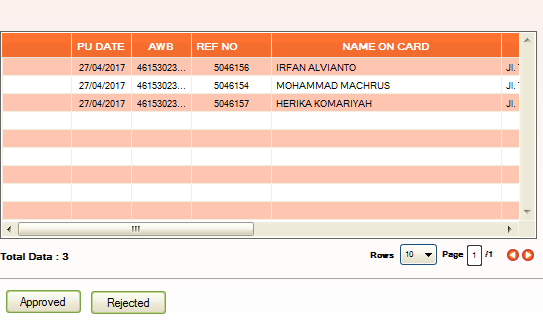 PU DATE AWB REF NO NAME ON CARD
27/04/2017 46153023... 5046156 IRFAN ALVIANTO Jl.
27/04/2017 46153023... 5046154 MOHAMMAD MACHRUS Jl.
27/04/2017 46153023... 5046157 HERIKA KOMARIYAH Jl.
Total Data : 3 Rows 10 Page 1 /1
Approved Rejected